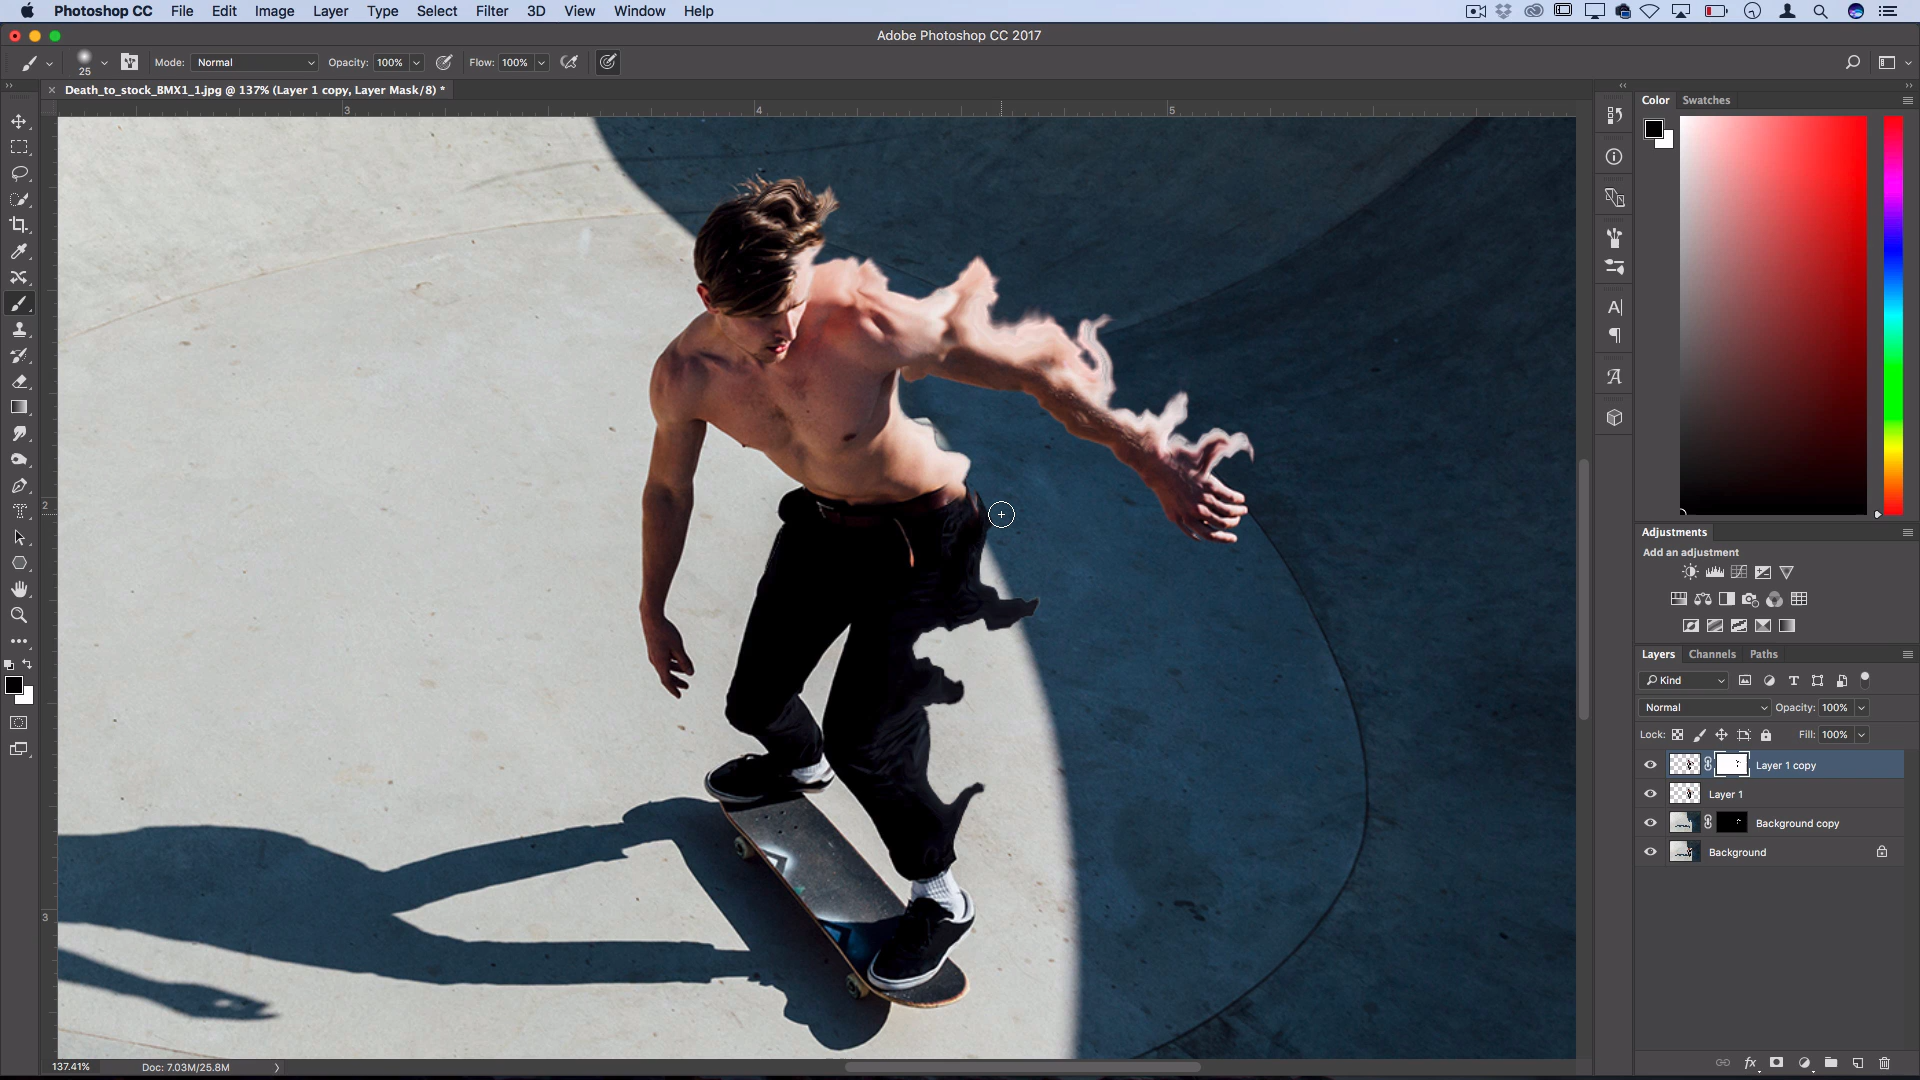 Photoshop CC File Edit Image Layer Type Select Filter 3D View Window Help
Adobe Photoshop CC 2017
25 Mode: Normal Opacity: 100% Flow: 100%
× Death_to_stock_BMX1_1.jpg @ 137% (Layer 1 copy, Layer Mask/8) *
3 4 5
2
3
Color Swatches
Adjustments
Add an adjustment
Layers Channels Paths
Kind
Normal Opacity: 100%
Lock: Fill: 100%
Layer 1 copy
Layer 1
Background copy
Background
137.41% Doc: 7.03M/25.8M